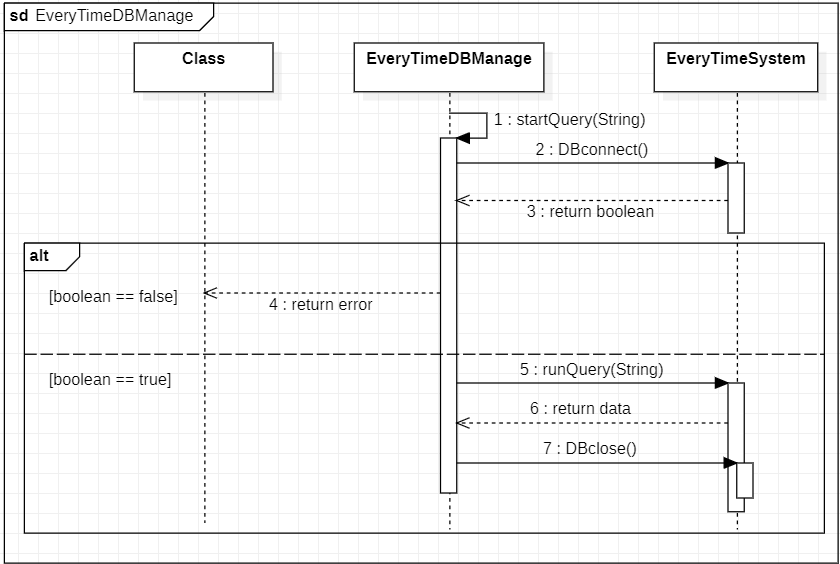 sd EveryTimeDBManage
Class
EveryTimeDBManage
EveryTimeSystem
1 : startQuery(String)
2 : DBconnect()
3 : return boolean
alt
[boolean == false]
4 : return error
[boolean == true]
5 : runQuery(String)
6 : return data
7 : DBclose()